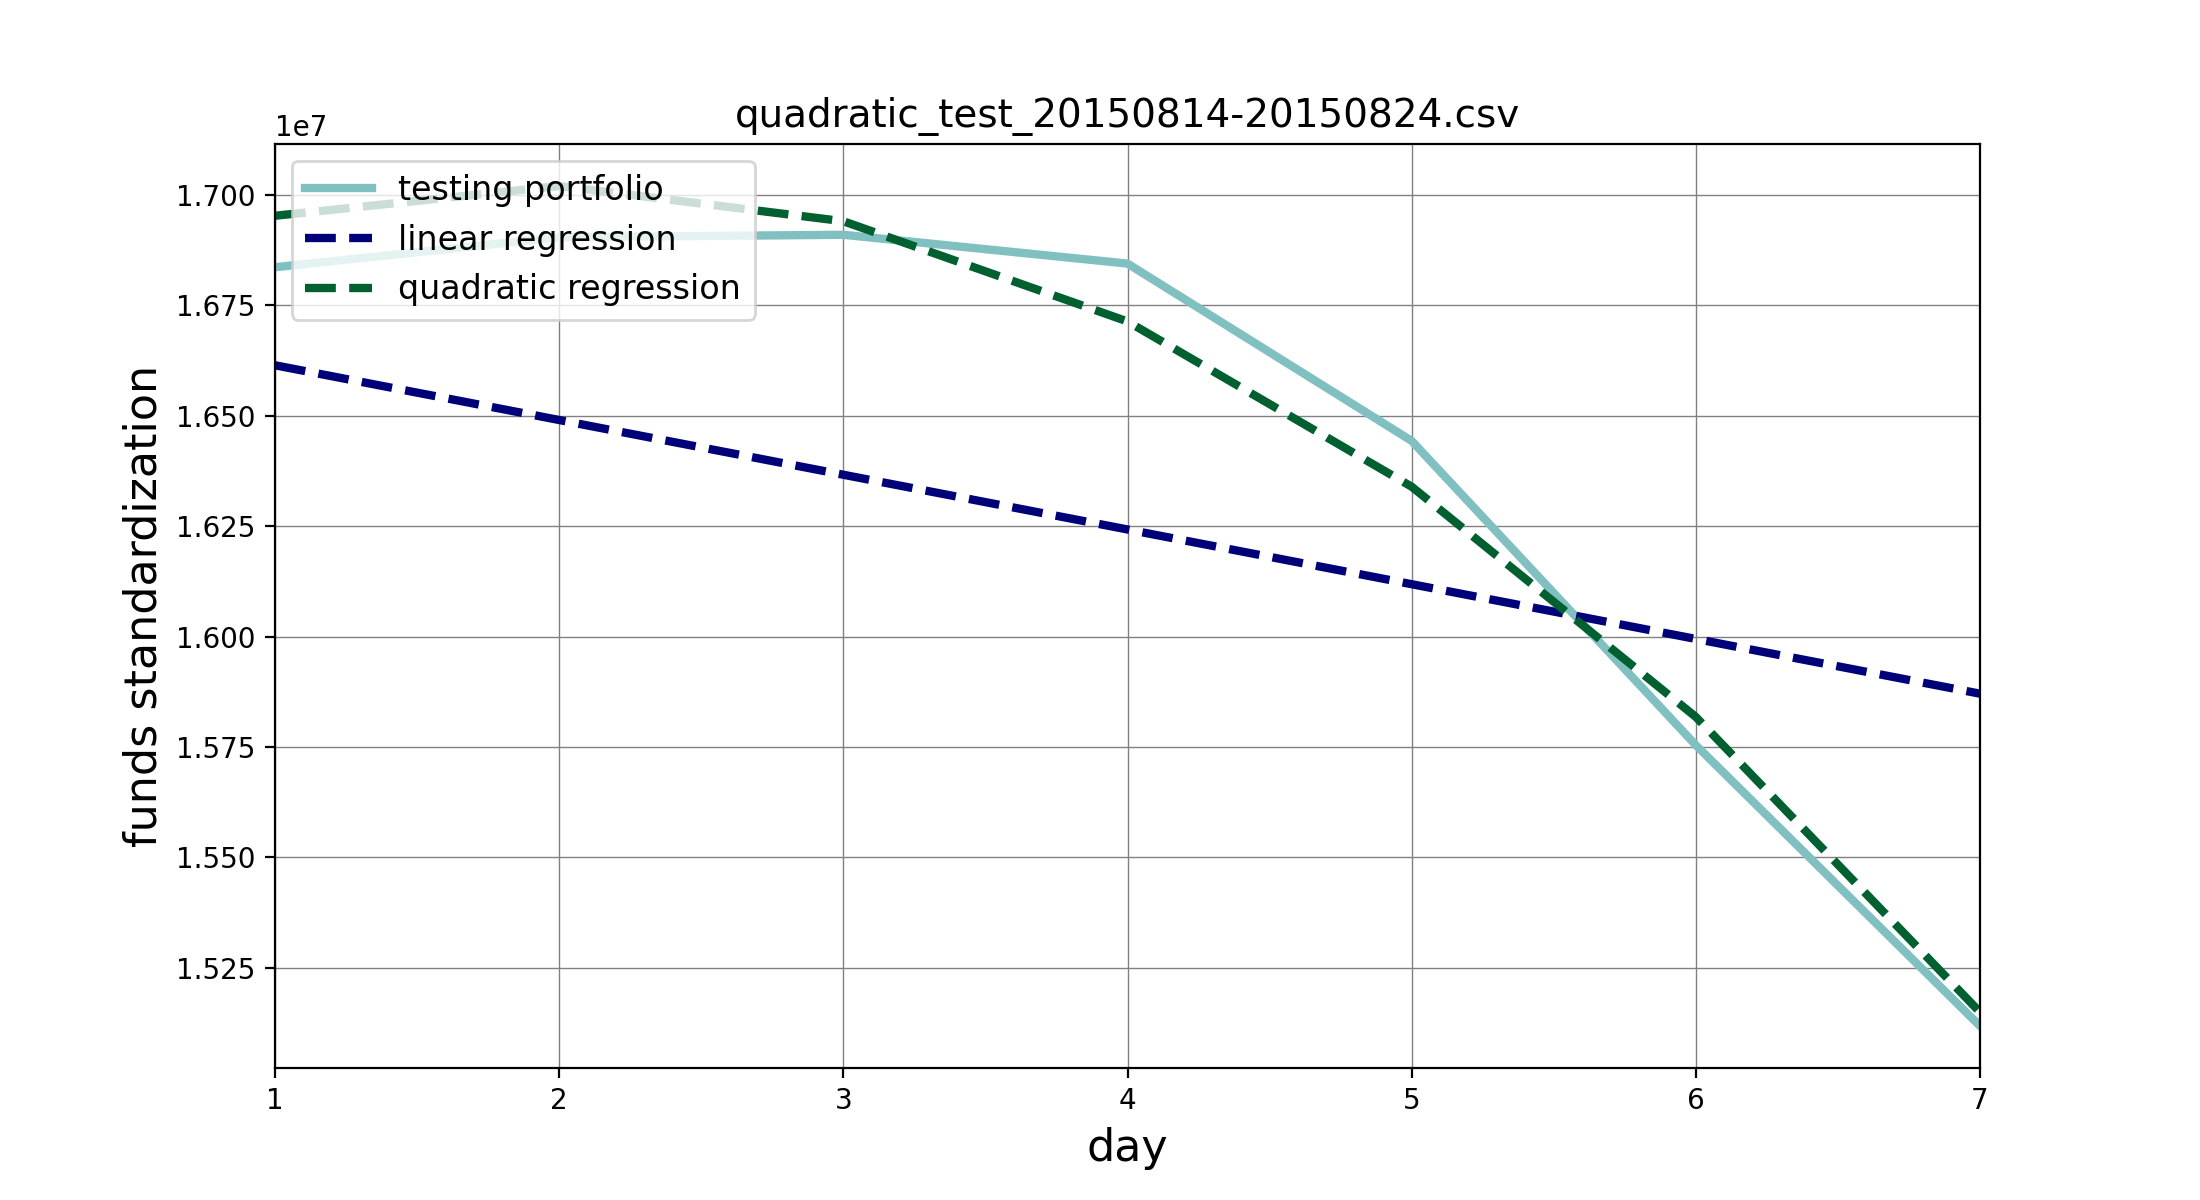 quadratic_test_20150814-20150824.csv
1e7
testing portfolio
linear regression
quadratic regression
funds standardization
1.700
1.675
1.650
1.625
1.600
1.575
1.550
1.525
1 2 3 4 5 6 7
day